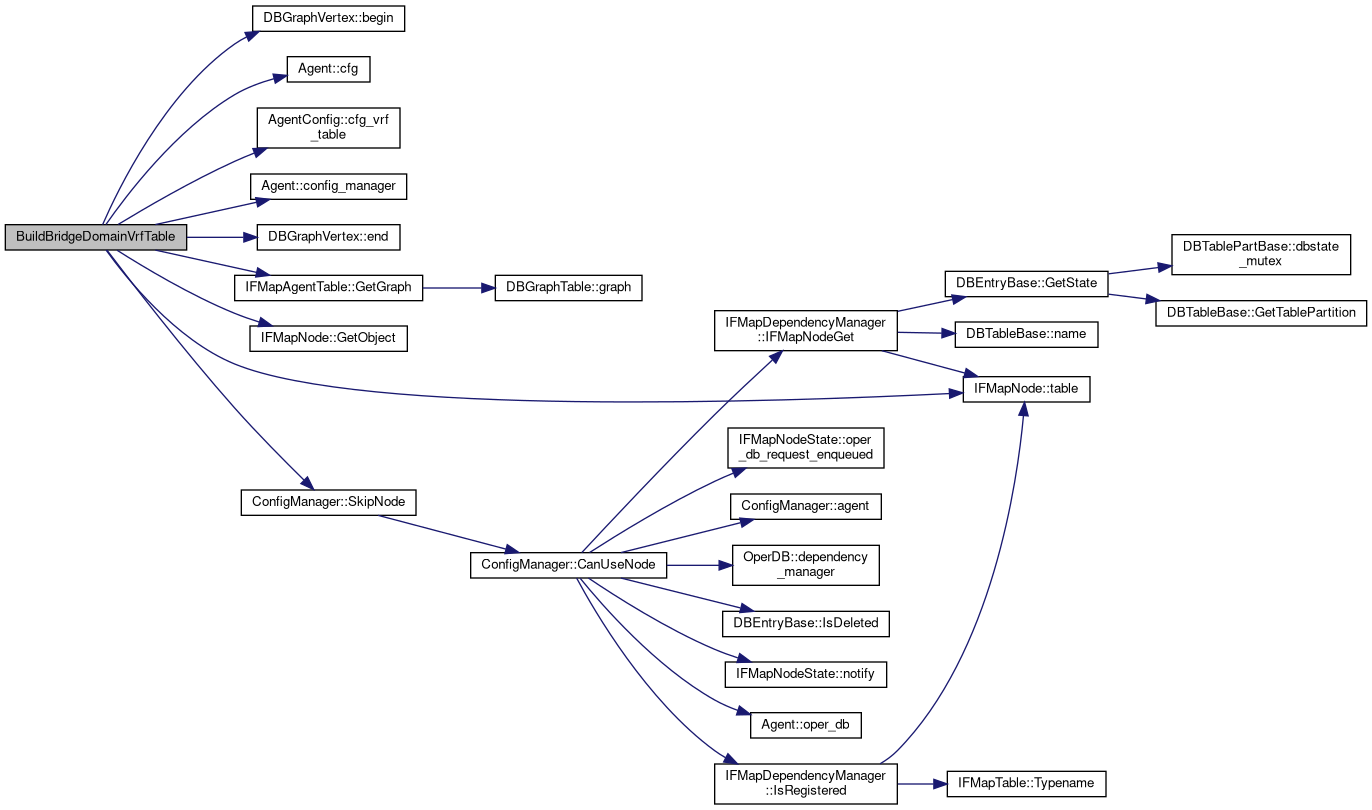 DBGraphVertex::begin
Agent::cfg
AgentConfig::cfg_vrf
_table
Agent::config_manager
BuildBridgeDomainVrfTable
DBGraphVertex::end
IFMapAgentTable::GetGraph
DBGraphTable::graph
IFMapNode::GetObject
ConfigManager::SkipNode
ConfigManager::CanUseNode
IFMapDependencyManager
::IFMapNodeGet
DBEntryBase::GetState
DBTablePartBase::dbstate
_mutex
DBTableBase::GetTablePartition
DBTableBase::name
IFMapNode::table
IFMapNodeState::oper
_db_request_enqueued
ConfigManager::agent
OperDB::dependency
_manager
DBEntryBase::IsDeleted
IFMapNodeState::notify
Agent::oper_db
IFMapDependencyManager
::IsRegistered
IFMapTable::Typename